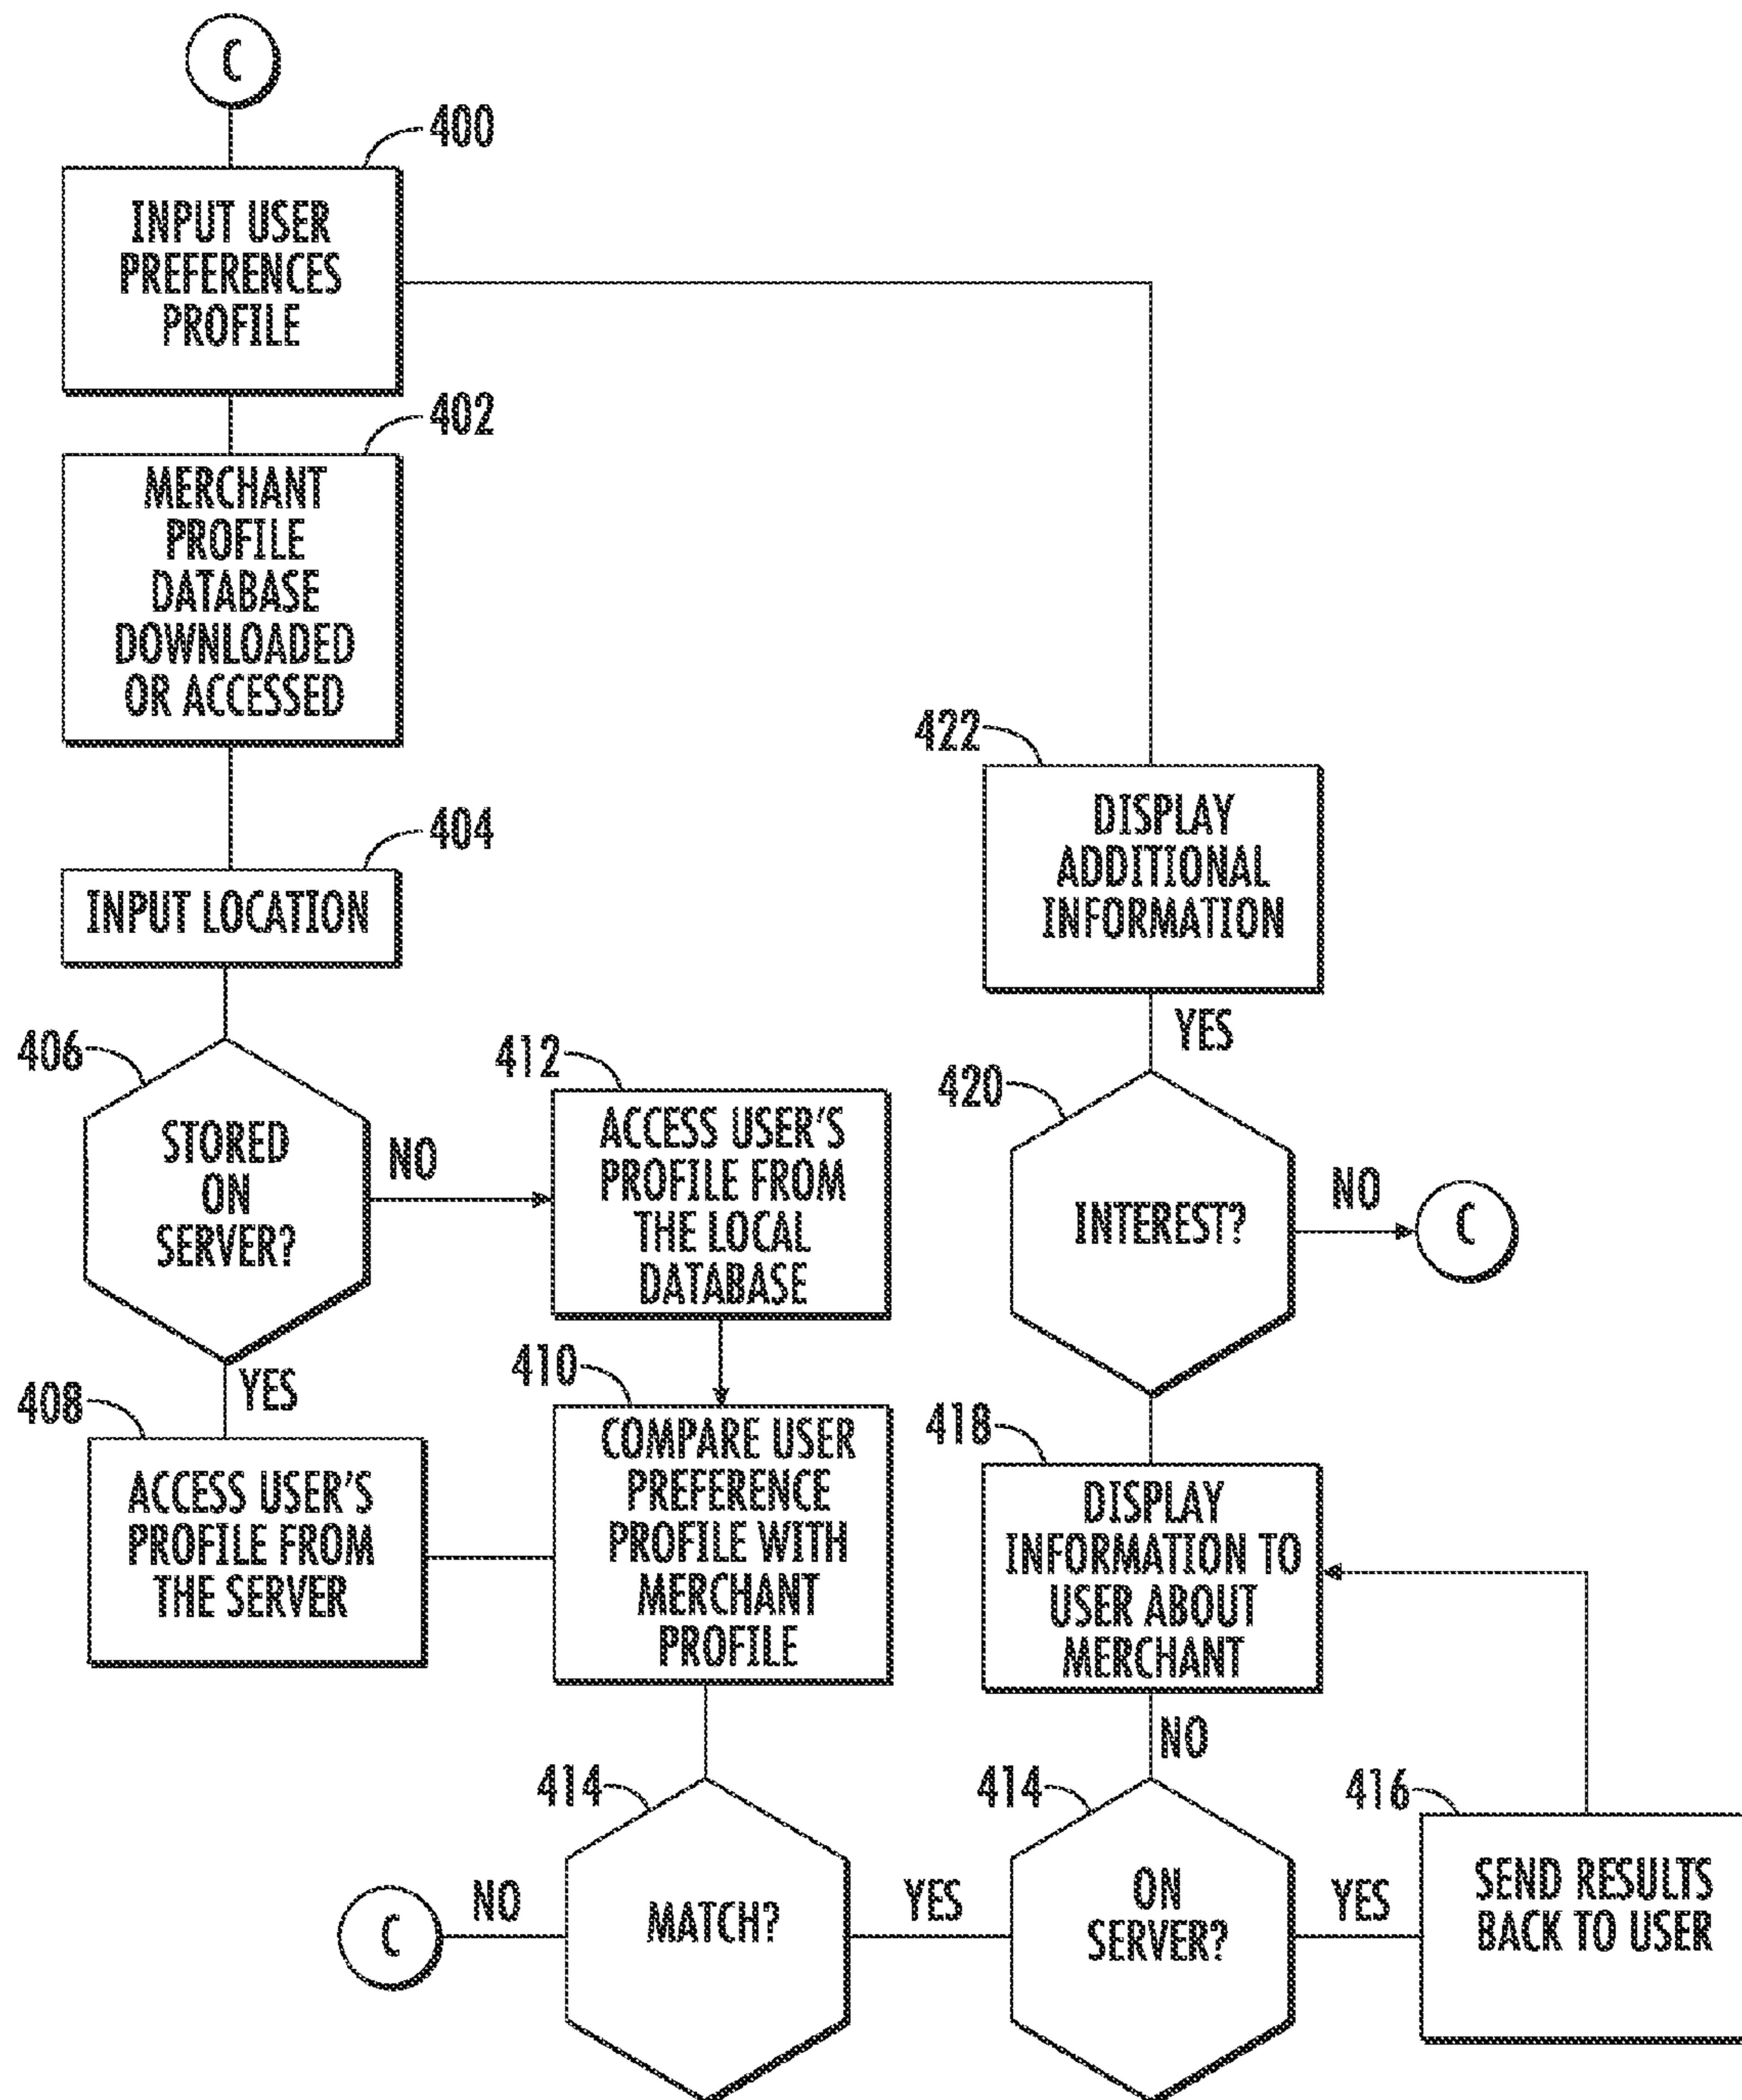 C
400
INPUT USER
PREFERENCES
PROFILE
402
MERCHANT
PROFILE
DATABASE
DOWNLOADED
OR ACCESSED
404
INPUT LOCATION
406
STORED
ON
SERVER?
NO
YES
408
ACCESS USER'S
PROFILE FROM
THE SERVER
412
ACCESS USER'S
PROFILE FROM
THE LOCAL
DATABASE
410
COMPARE USER
PREFERENCE
PROFILE WITH
MERCHANT
PROFILE
414
MATCH?
NO
C
YES
414
ON
SERVER?
YES
416
SEND RESULTS
BACK TO USER
NO
418
DISPLAY
INFORMATION TO
USER ABOUT
MERCHANT
420
INTEREST?
NO
C
YES
422
DISPLAY
ADDITIONAL
INFORMATION